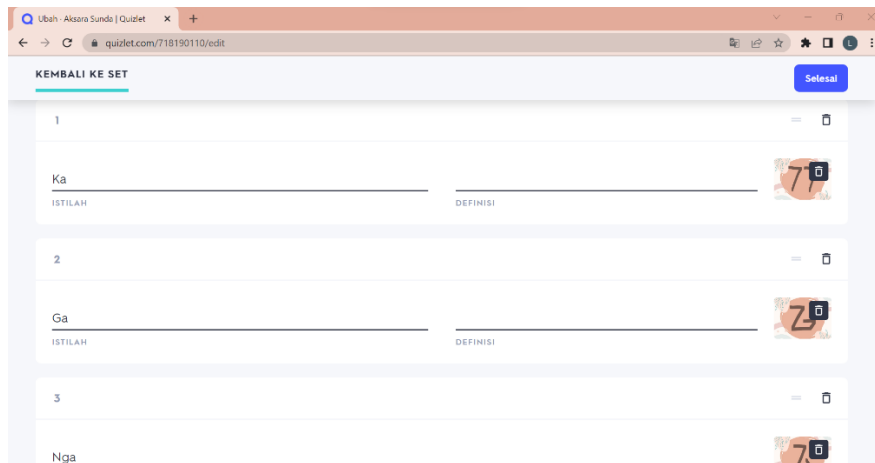 Ubah - Aksara Sunda | Quizlet
quizlet.com/718190110/edit
L
KEMBALI KE SET
Selesai
1
Ka
ISTILAH
DEFINISI
2
Ga
ISTILAH
DEFINISI
3
Nga